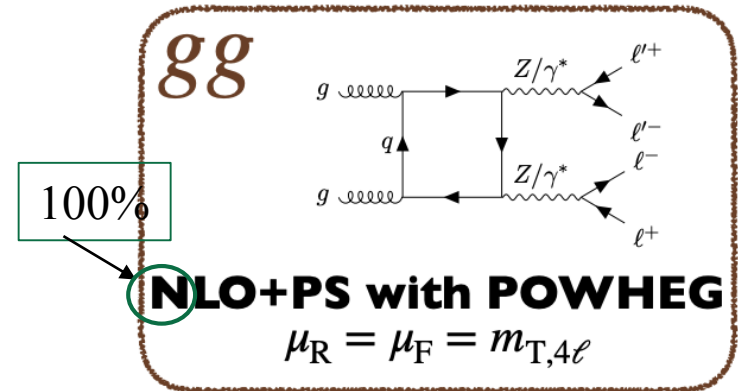 gg
Z/γ*
ℓ′+
g
q
ℓ′−
ℓ−
Z/γ*
g
ℓ+
100%
NLO+PS with POWHEG
μR = μF = mT,4ℓ